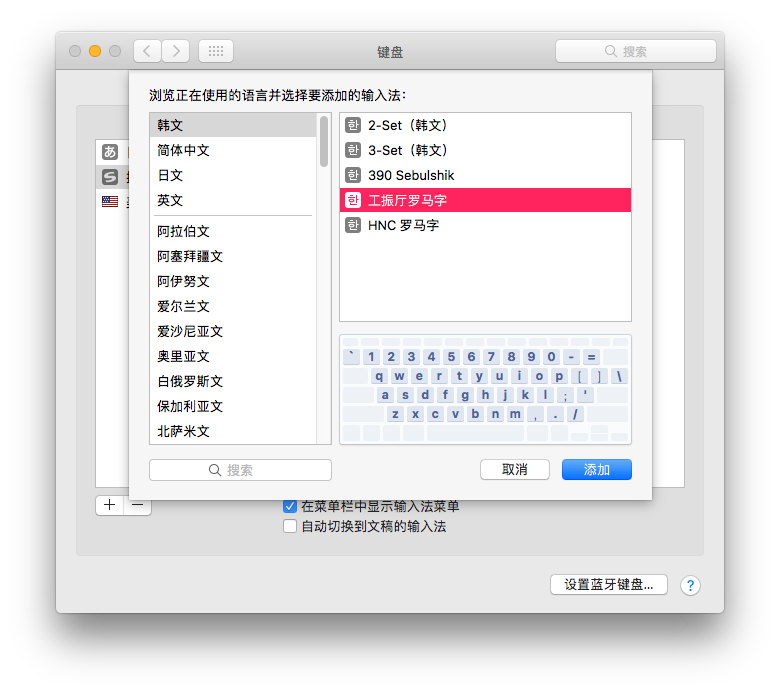 键盘
搜索
浏览正在使用的语言并选择要添加的输入法：
韩文
简体中文
日文
英文
阿拉伯文
阿塞拜疆文
阿伊努文
爱尔兰文
爱沙尼亚文
奥里亚文
白俄罗斯文
保加利亚文
北萨米文
あ
한 2-Set（韩文）
한 3-Set（韩文）
한 390 Sebulshik
한 工振厅罗马字
한 HNC 罗马字
` 1 2 3 4 5 6 7 8 9 0 - =
q w e r t y u i o p [ ] \
a s d f g h j k l ; '
z x c v b n m , . /
搜索
取消
添加
+ −
在菜单栏中显示输入法菜单
自动切换到文稿的输入法
设置蓝牙键盘...
?